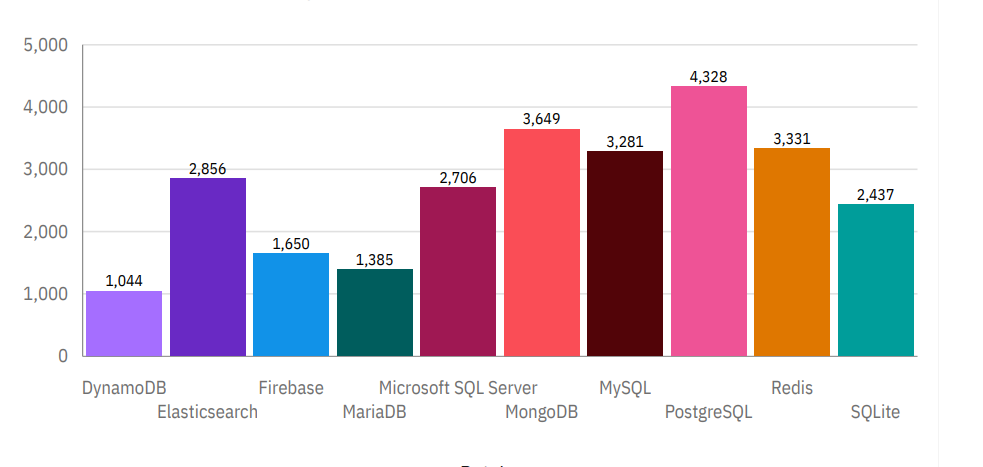 5,000
4,000
3,000
2,000
1,000
0
1,044
2,856
1,650
1,385
2,706
3,649
3,281
4,328
3,331
2,437
DynamoDB
Elasticsearch
Firebase
MariaDB
Microsoft SQL Server
MongoDB
MySQL
PostgreSQL
Redis
SQLite